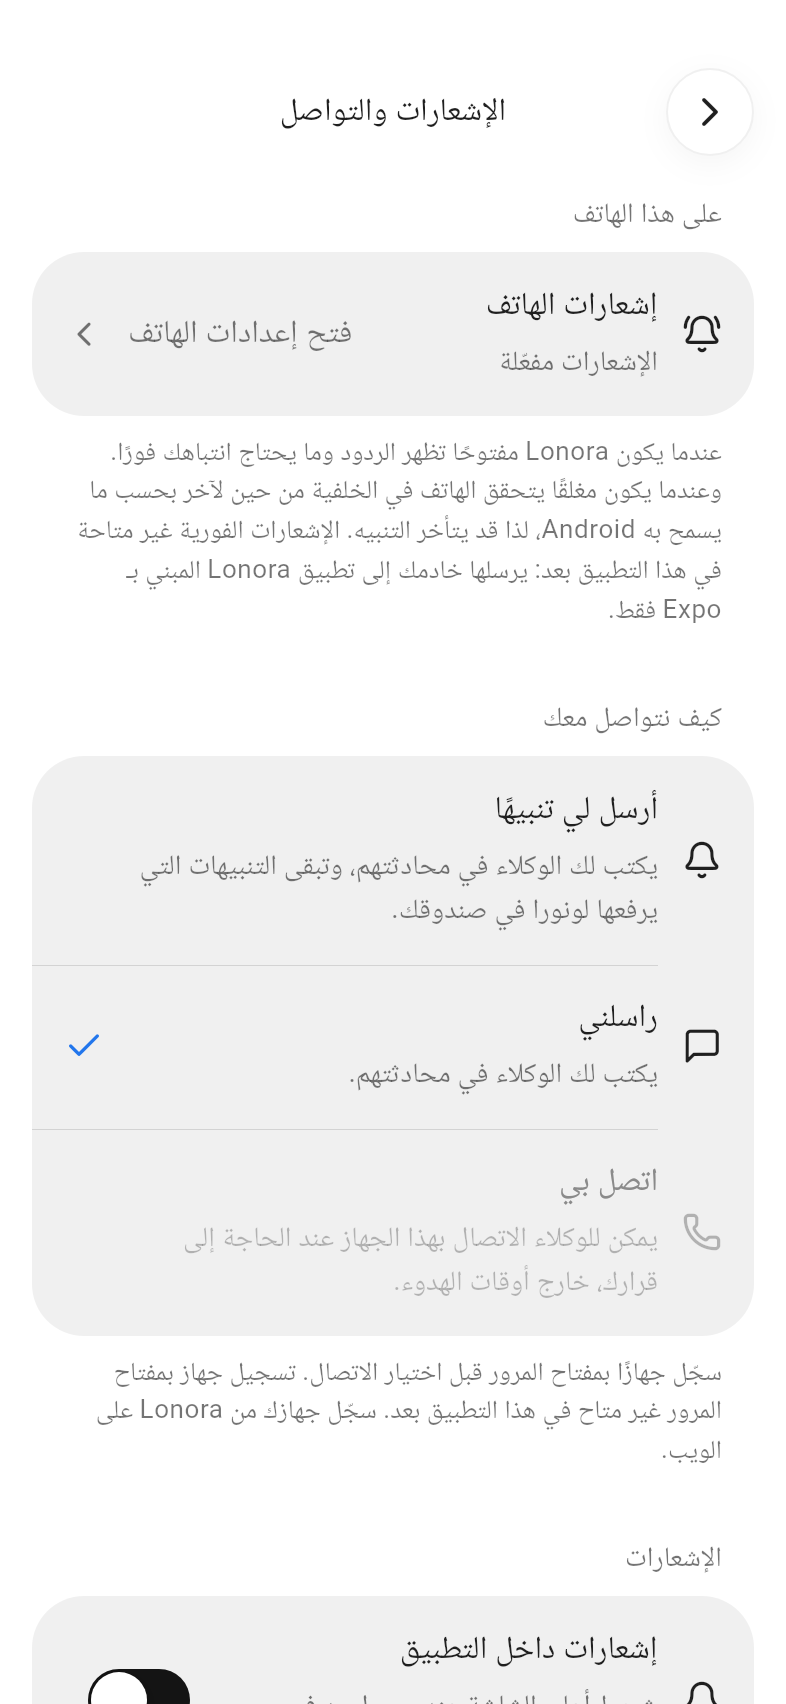 الإشعارات والتواصل
على هذا الهاتف
إشعارات الهاتف
الإشعارات مفعّلة
فتح إعدادات الهاتف
عندما يكون Lonora مفتوحًا تظهر الردود وما يحتاج انتباهك فورًا.
وعندما يكون مغلقًا يتحقق الهاتف في الخلفية من حين لآخر بحسب ما
يسمح به Android، لذا قد يتأخر التنبيه. الإشعارات الفورية غير متاحة
في هذا التطبيق بعد: يرسلها خادمك إلى تطبيق Lonora المبني بـ
Expo فقط.
كيف نتواصل معك
أرسل لي تنبيهًا
يكتب لك الوكلاء في محادثتهم، وتبقى التنبيهات التي
يرفعها لونورا في صندوقك.
راسلني
يكتب لك الوكلاء في محادثتهم.
اتصل بي
يمكن للوكلاء الاتصال بهذا الجهاز عند الحاجة إلى
قرارك، خارج أوقات الهدوء.
سجّل جهازًا بمفتاح المرور قبل اختيار الاتصال. تسجيل جهاز بمفتاح
المرور غير متاح في هذا التطبيق بعد. سجّل جهازك من Lonora على
الويب.
الإشعارات
إشعارات داخل التطبيق